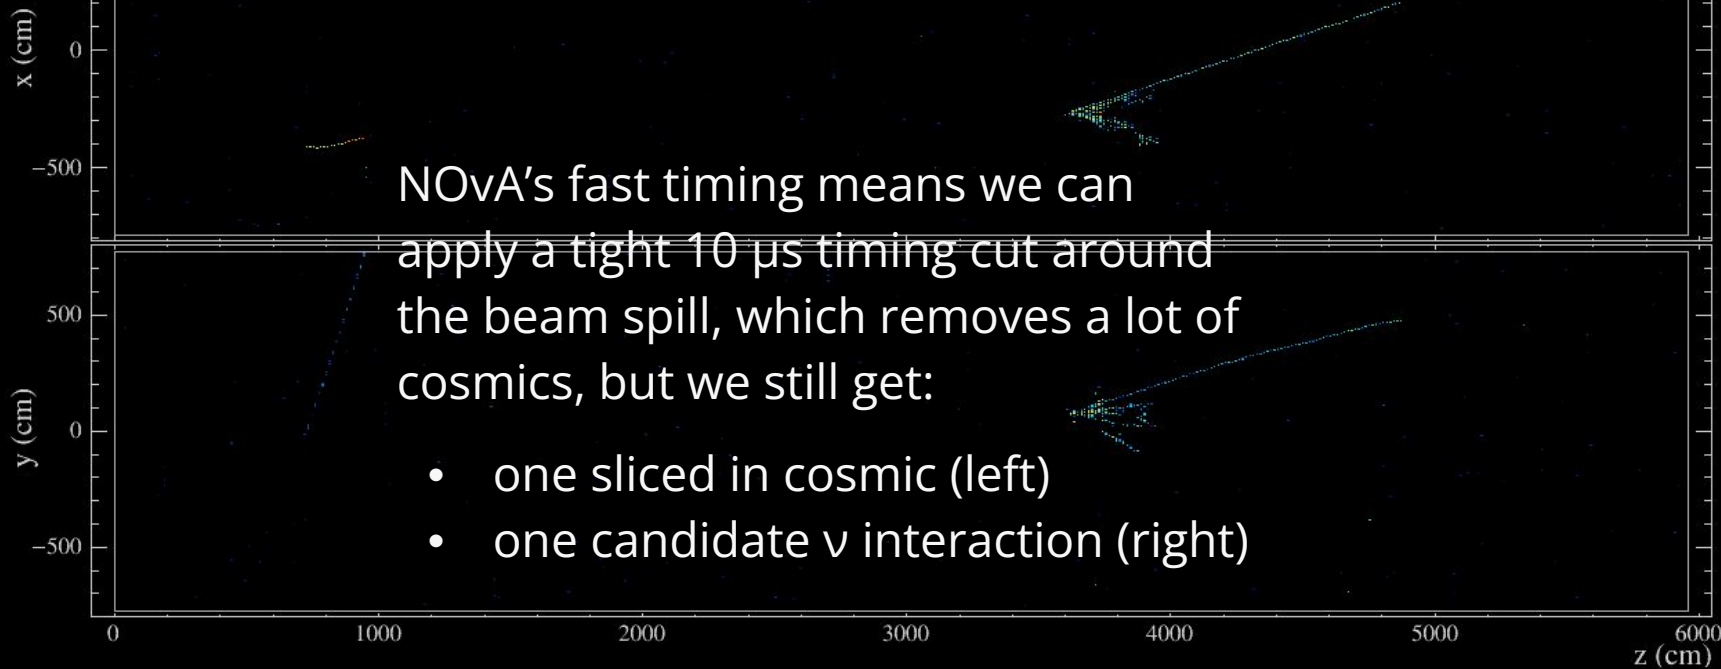 x (cm)
0
−500
NOvA’s fast timing means we can
apply a tight 10 μs timing cut around
the beam spill, which removes a lot of
cosmics, but we still get:
• one sliced in cosmic (left)
• one candidate ν interaction (right)
y (cm)
500
0
−500
0 1000 2000 3000 4000 5000 6000
z (cm)